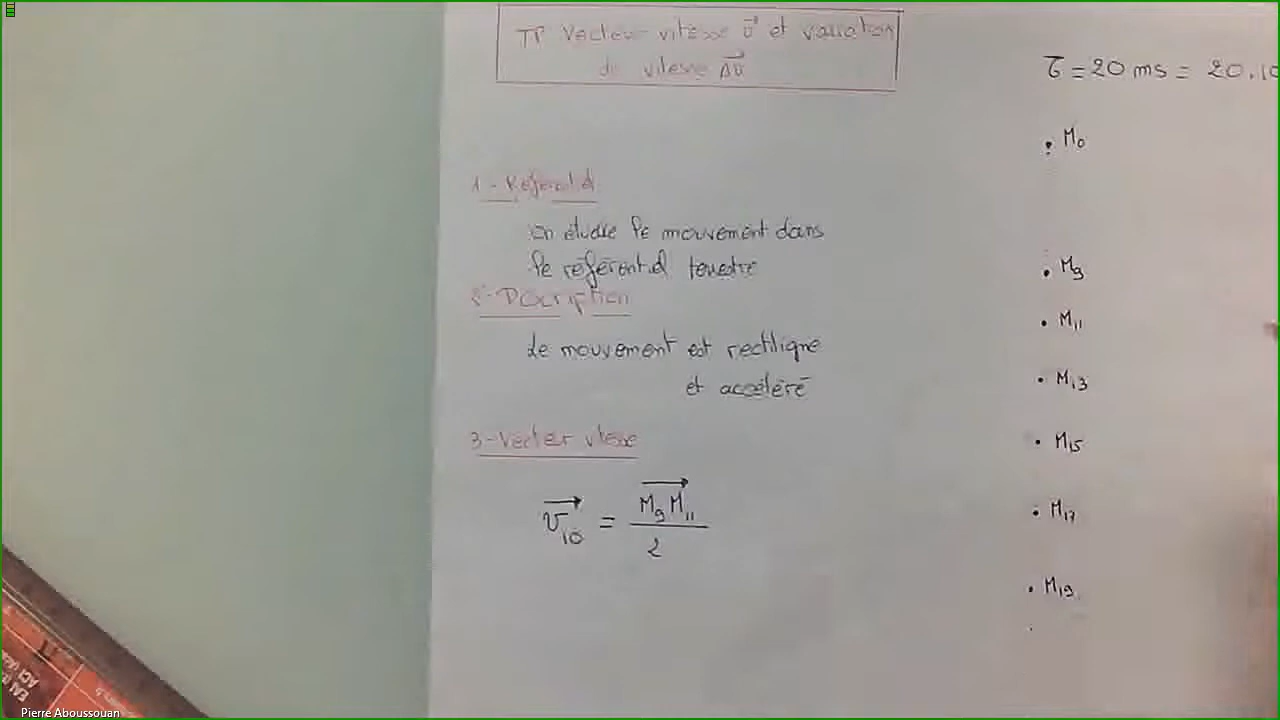 TP Vecteur vitesse v⃗ et variation
de vitesse Δv⃗
τ = 20 ms = 20.10
M0
1 - Référentiel
on étudie le mouvement dans
le référentiel terrestre
M9
2 - Description
M11
Le mouvement est rectiligne
et accéléré
M13
3 - Vecteur vitesse
M15
v⃗10 = M9M11 / 2
M17
M19
Pierre Aboussouan